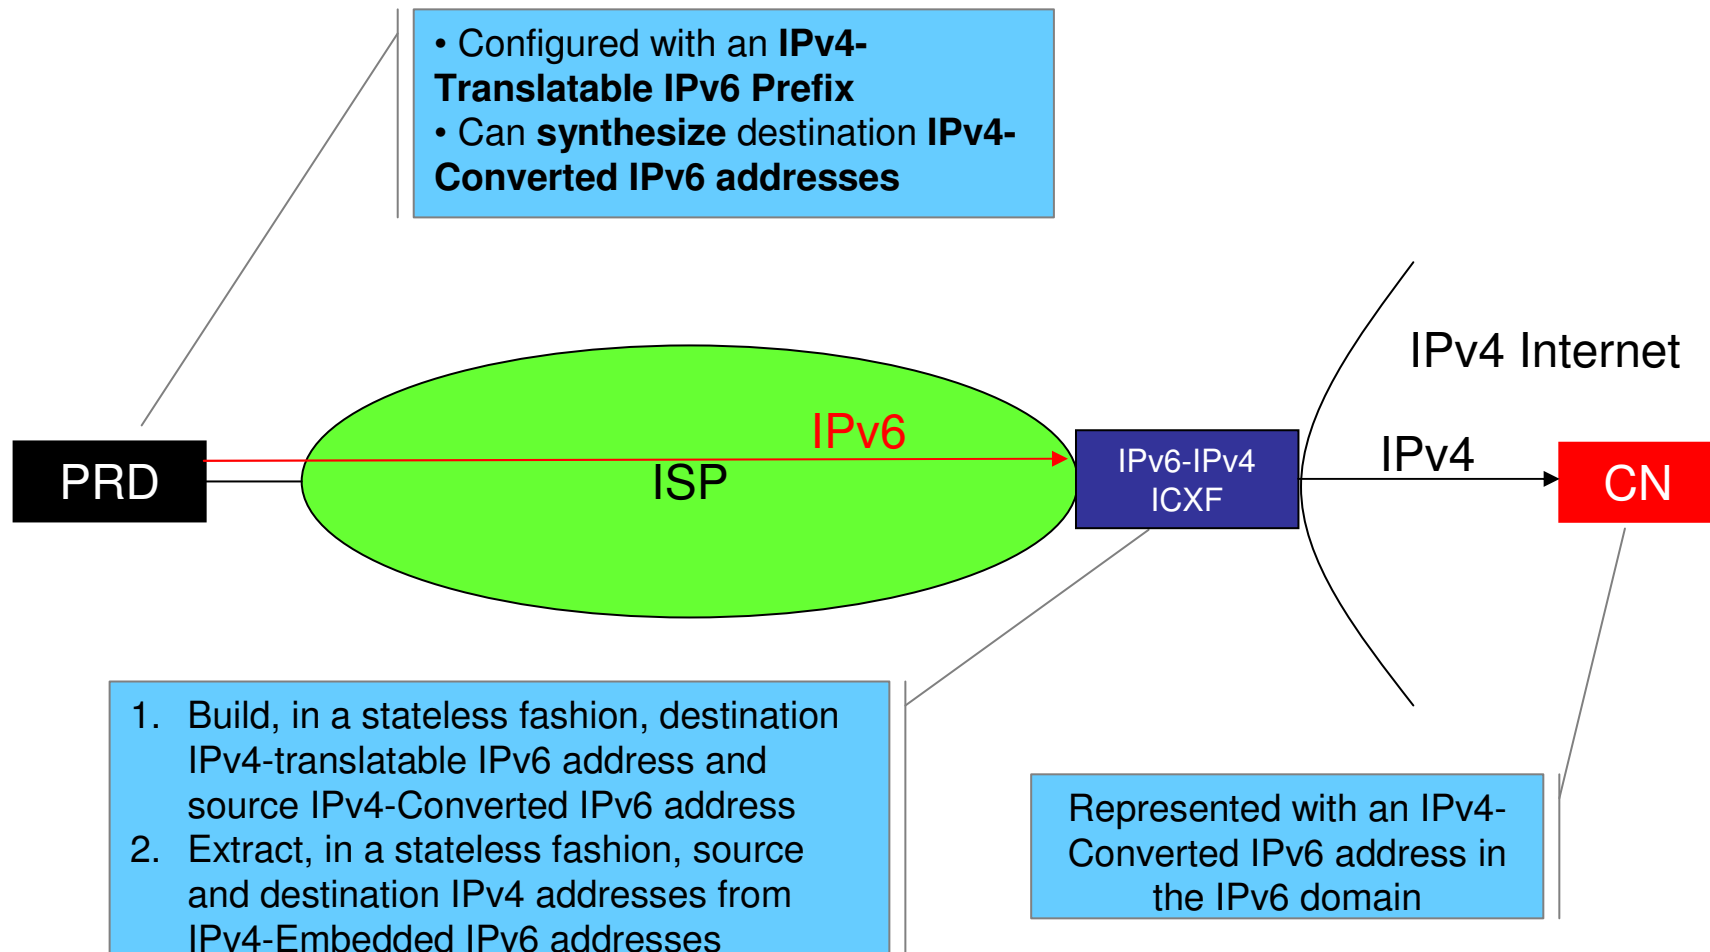 • Configured with an IPv4-
Translatable IPv6 Prefix
• Can synthesize destination IPv4-
Converted IPv6 addresses
IPv4 Internet
IPv6
PRD
ISP
IPv6-IPv4
ICXF
IPv4
CN
1. Build, in a stateless fashion, destination
IPv4-translatable IPv6 address and
source IPv4-Converted IPv6 address
2. Extract, in a stateless fashion, source
and destination IPv4 addresses from
IPv4-Embedded IPv6 addresses
Represented with an IPv4-
Converted IPv6 address in
the IPv6 domain